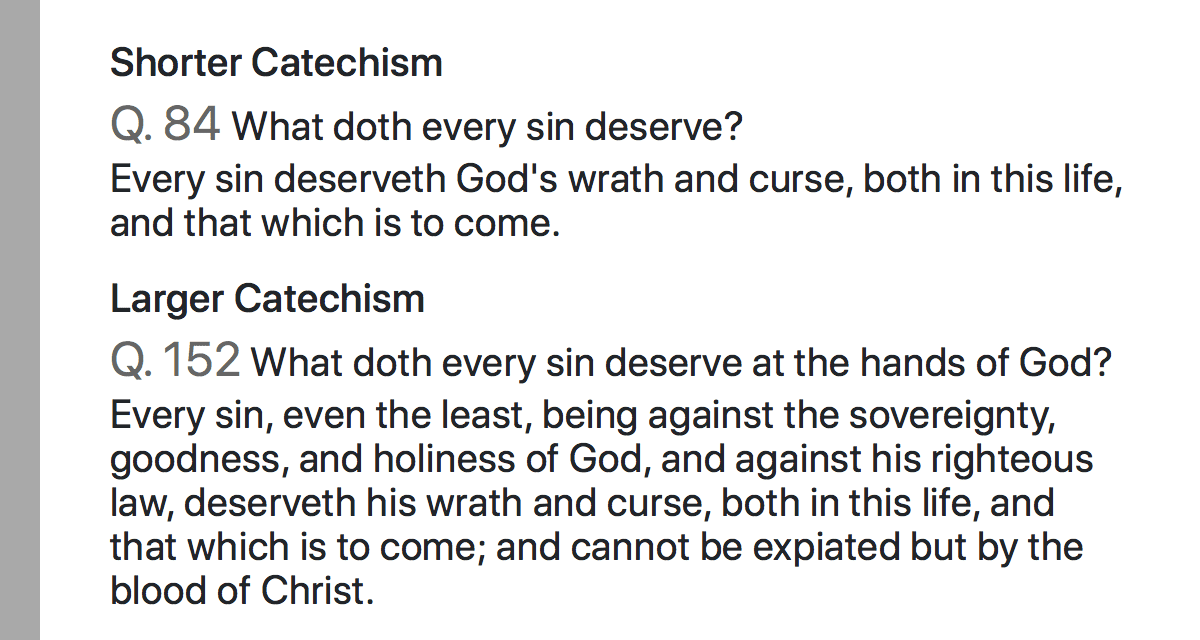 Shorter Catechism
Q. 84 What doth every sin deserve?
Every sin deserveth God's wrath and curse, both in this life,
and that which is to come.
Larger Catechism
Q. 152 What doth every sin deserve at the hands of God?
Every sin, even the least, being against the sovereignty,
goodness, and holiness of God, and against his righteous
law, deserveth his wrath and curse, both in this life, and
that which is to come; and cannot be expiated but by the
blood of Christ.